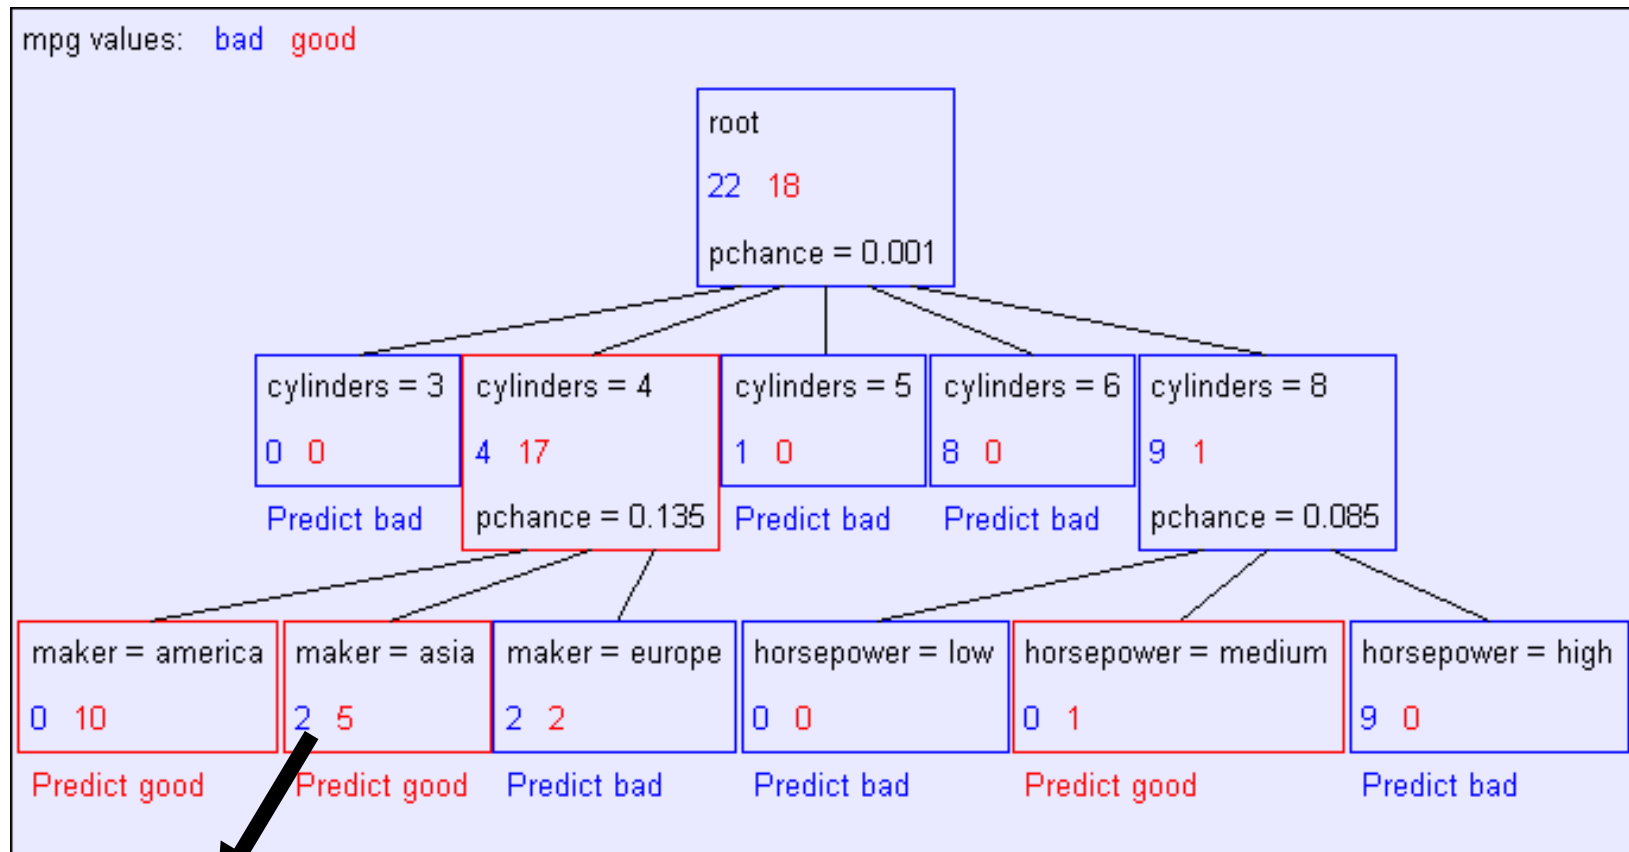 mpg values: bad good
root
22 18
pchance = 0.001
cylinders = 3
0 0
Predict bad
cylinders = 4
4 17
pchance = 0.135
cylinders = 5
1 0
Predict bad
cylinders = 6
8 0
Predict bad
cylinders = 8
9 1
pchance = 0.085
maker = america
0 10
Predict good
maker = asia
2 5
Predict good
maker = europe
2 2
Predict bad
horsepower = low
0 0
Predict bad
horsepower = medium
0 1
Predict good
horsepower = high
9 0
Predict bad